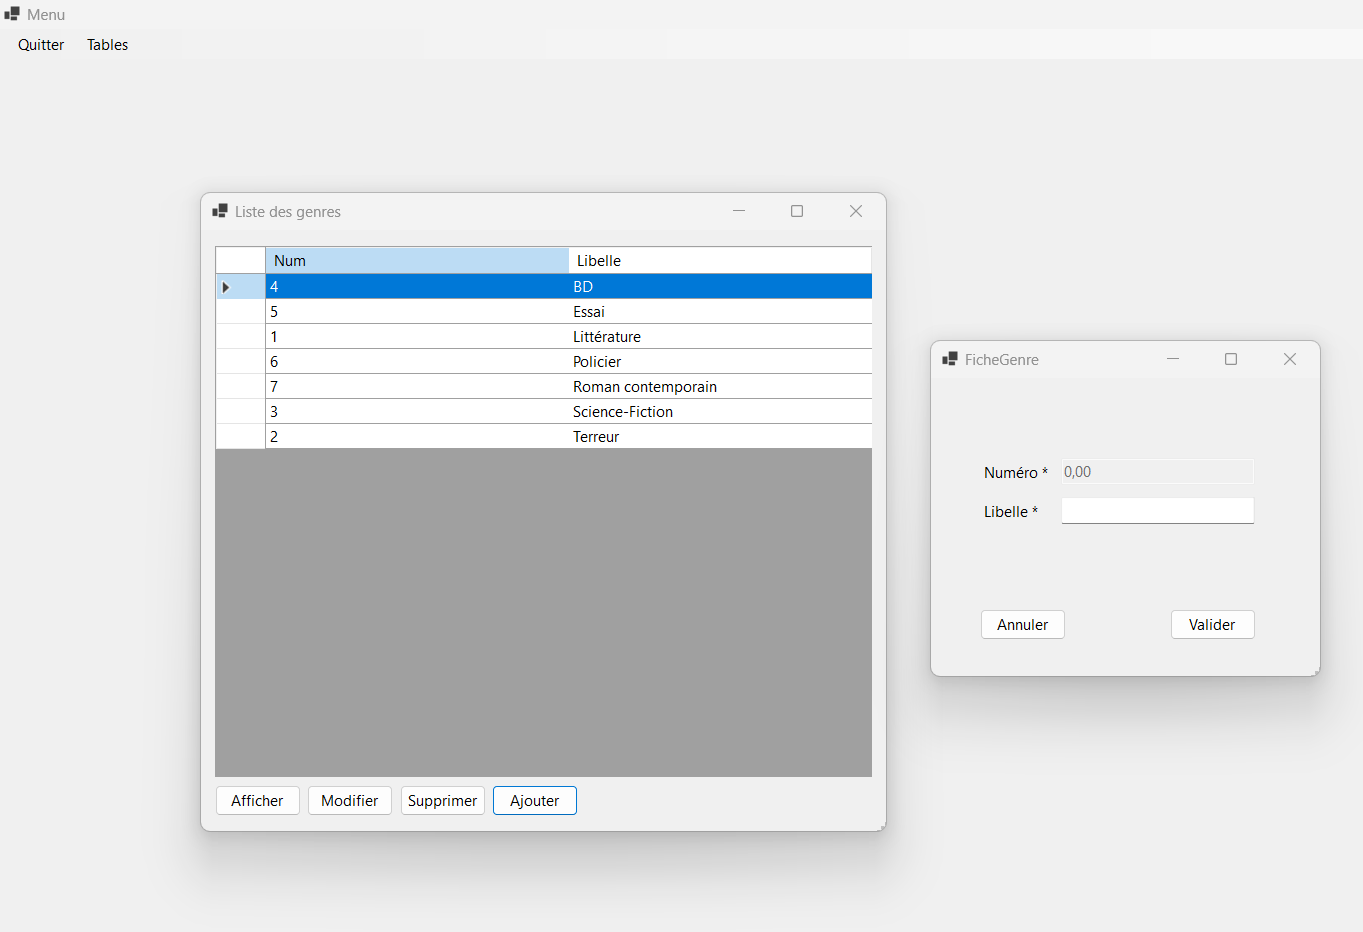 Menu
Quitter Tables
Liste des genres
Num Libelle
4 BD
5 Essai
1 Littérature
6 Policier
7 Roman contemporain
3 Science-Fiction
2 Terreur
Afficher Modifier Supprimer Ajouter
FicheGenre
Numéro * 0,00
Libelle *
Annuler Valider